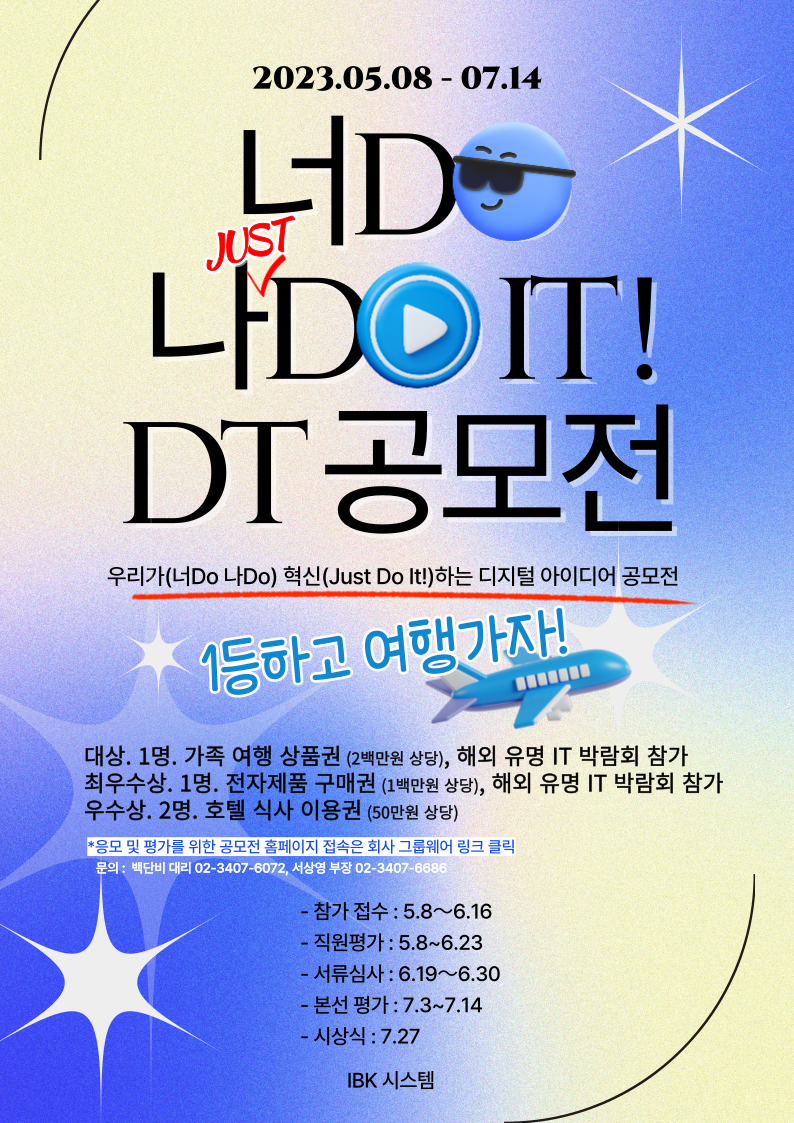 2023.05.08 - 07.14
너DO
JUST
나DO IT!
DT 공모전
우리가(너Do 나Do) 혁신(Just Do It!)하는 디지털 아이디어 공모전
1등하고 여행가자!
대상. 1명. 가족 여행 상품권 (2백만원 상당), 해외 유명 IT 박람회 참가
최우수상. 1명. 전자제품 구매권 (1백만원 상당), 해외 유명 IT 박람회 참가
우수상. 2명. 호텔 식사 이용권 (50만원 상당)
*응모 및 평가를 위한 공모전 홈페이지 접속은 회사 그룹웨어 링크 클릭
문의 : 백단비 대리 02-3407-6072, 서상영 부장 02-3407-6686
- 참가 접수 : 5.8～6.16
- 직원평가 : 5.8~6.23
- 서류심사 : 6.19～6.30
- 본선 평가 : 7.3~7.14
- 시상식 : 7.27
IBK 시스템